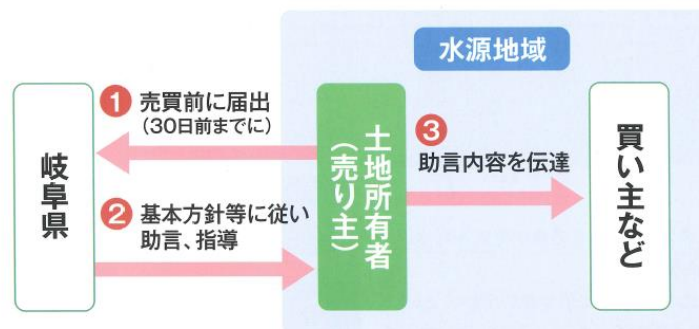 水源地域
岐阜県
1 売買前に届出
(30日前までに)
2 基本方針等に従い
助言、指導
土地所有者
(売り主)
3
助言内容を伝達
買い主など